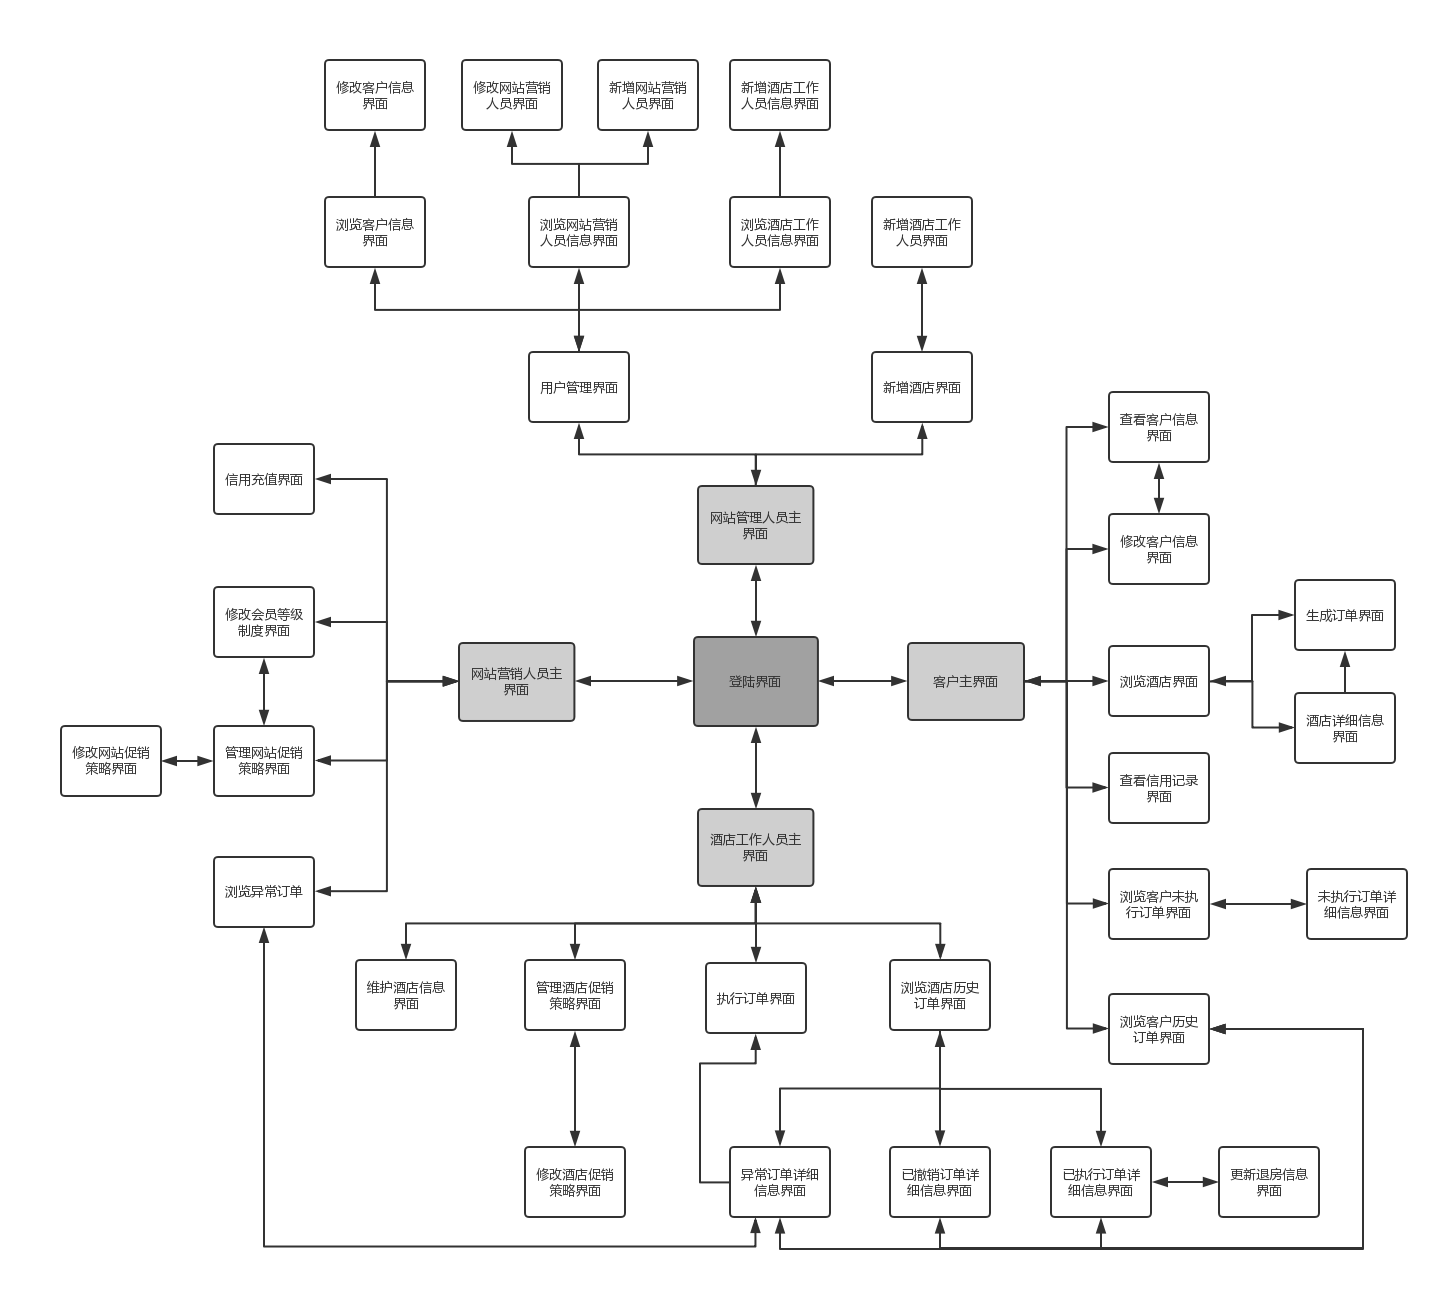 修改客户信息
界面
修改网站营销
人员界面
新增网站营销
人员界面
新增酒店工作
人员信息界面
浏览客户信息
界面
浏览网站营销
人员信息界面
浏览酒店工作
人员信息界面
新增酒店工作
人员界面
用户管理界面
新增酒店界面
查看客户信息
界面
信用充值界面
网站管理人员主
界面
修改客户信息
界面
修改会员等级
制度界面
生成订单界面
网站营销人员主
界面
登陆界面
客户主界面
浏览酒店界面
酒店详细信息
界面
修改网站促销
策略界面
管理网站促销
策略界面
查看信用记录
界面
酒店工作人员主
界面
浏览异常订单
浏览客户未执
行订单界面
未执行订单详
细信息界面
维护酒店信息
界面
管理酒店促销
策略界面
执行订单界面
浏览酒店历史
订单界面
浏览客户历史
订单界面
修改酒店促销
策略界面
异常订单详细
信息界面
已撤销订单详
细信息界面
已执行订单详
细信息界面
更新退房信息
界面